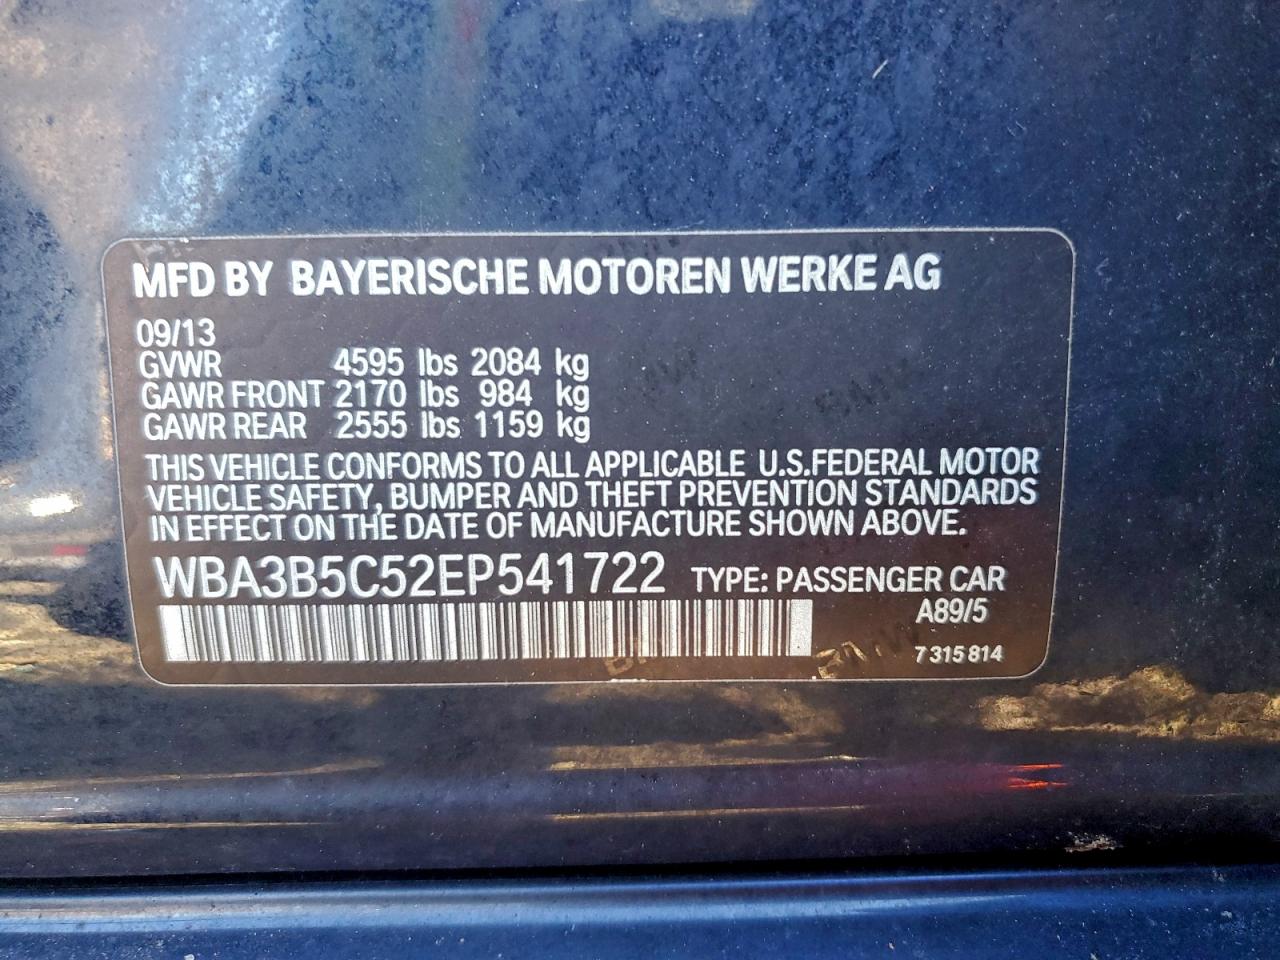 MFD BY BAYERISCHE MOTOREN WERKE AG
09/13
GVWR 4595 lbs 2084 kg
GAWR FRONT 2170 lbs 984 kg
GAWR REAR 2555 lbs 1159 kg
THIS VEHICLE CONFORMS TO ALL APPLICABLE U.S.FEDERAL MOTOR
VEHICLE SAFETY, BUMPER AND THEFT PREVENTION STANDARDS
IN EFFECT ON THE DATE OF MANUFACTURE SHOWN ABOVE.
WBA3B5C52EP541722 TYPE: PASSENGER CAR
A89/5
7 315 814
BMW